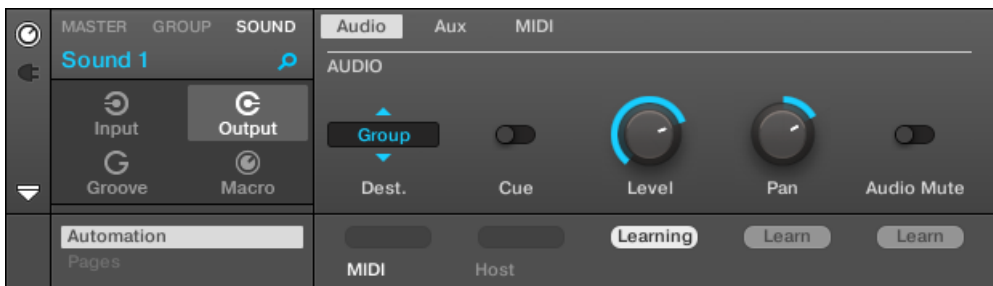 MASTER GROUP SOUND
Sound 1
Input Output
Groove Macro
Audio Aux MIDI
AUDIO
Group
Dest. Cue Level Pan Audio Mute
Automation
Pages
Learning Learn Learn
MIDI Host